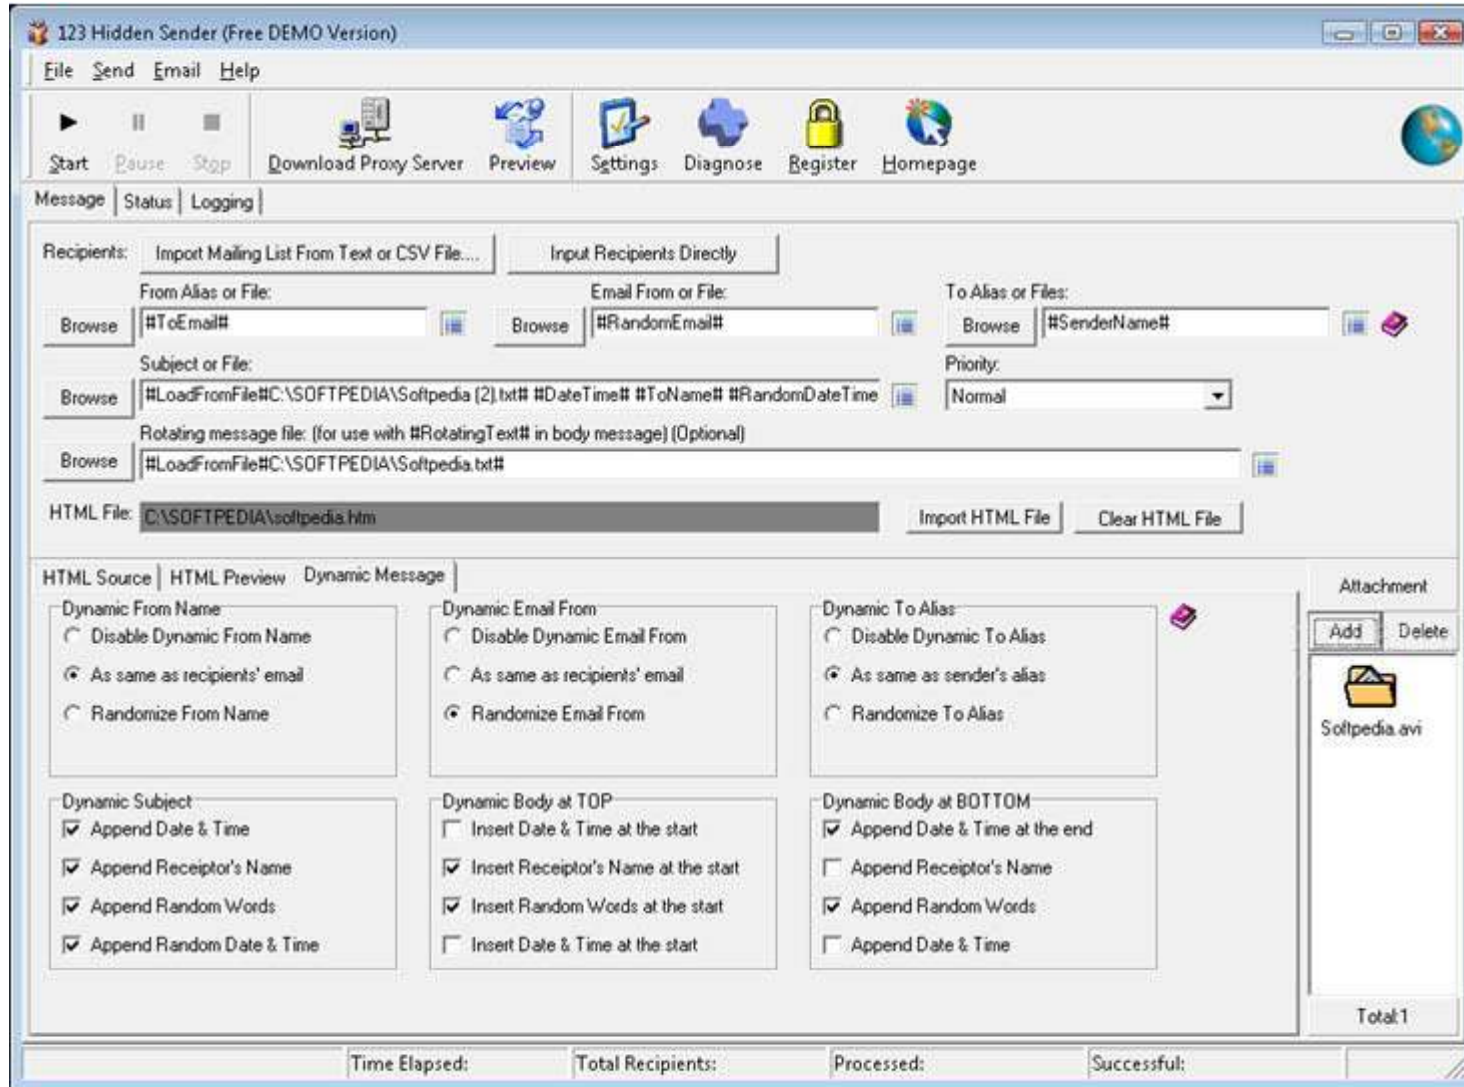 123 Hidden Sender (Free DEMO Version)
File Send Email Help
Start Pause Stop Download Proxy Server Preview Settings Diagnose Register Homepage
Message Status Logging
Recipients: Import Mailing List From Text or CSV File.... Input Recipients Directly
From Alias or File: Email From or File: To Alias or Files:
Browse #ToEmail# Browse #RandomEmail# Browse #SenderName#
Subject or File: Priority:
Browse #LoadFromFile#C:\SOFTPEDIA\Softpedia (2).txt# #DateTime# #ToName# #RandomDateTime Normal
Rotating message file: (for use with #RotatingText# in body message) (Optional)
Browse #LoadFromFile#C:\SOFTPEDIA\Softpedia.txt#
HTML File: C:\SOFTPEDIA\softpedia.htm Import HTML File Clear HTML File
HTML Source HTML Preview Dynamic Message Attachment
Dynamic From Name Dynamic Email From Dynamic To Alias
Disable Dynamic From Name Disable Dynamic Email From Disable Dynamic To Alias Add Delete
As same as recipients' email As same as recipients' email As same as sender's alias
Randomize From Name Randomize Email From Randomize To Alias Softpedia.avi
Dynamic Subject Dynamic Body at TOP Dynamic Body at BOTTOM
Append Date & Time Insert Date & Time at the start Append Date & Time at the end
Append Receiptor's Name Insert Receiptor's Name at the start Append Receiptor's Name
Append Random Words Insert Random Words at the start Append Random Words
Append Random Date & Time Insert Date & Time at the start Append Date & Time
Total:1
Time Elapsed: Total Recipients: Processed: Successful: